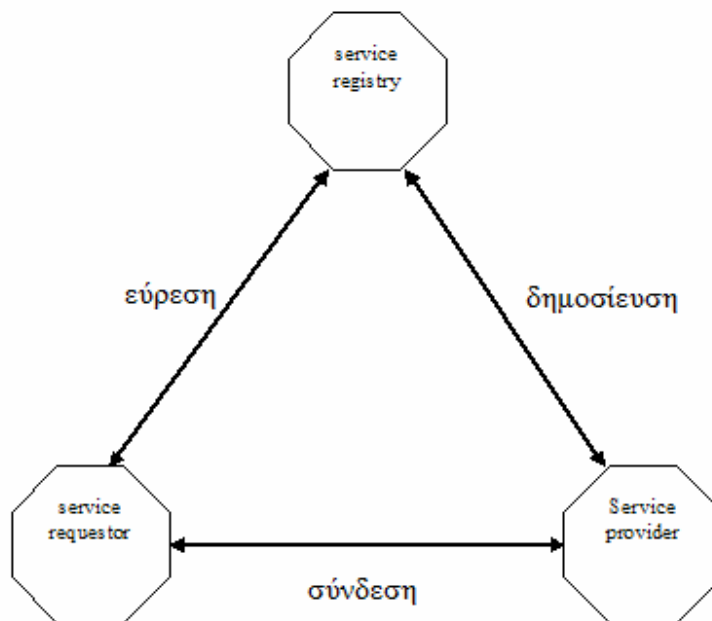 service
registry
εύρεση
δημοσίευση
service
requestor
Service
provider
σύνδεση